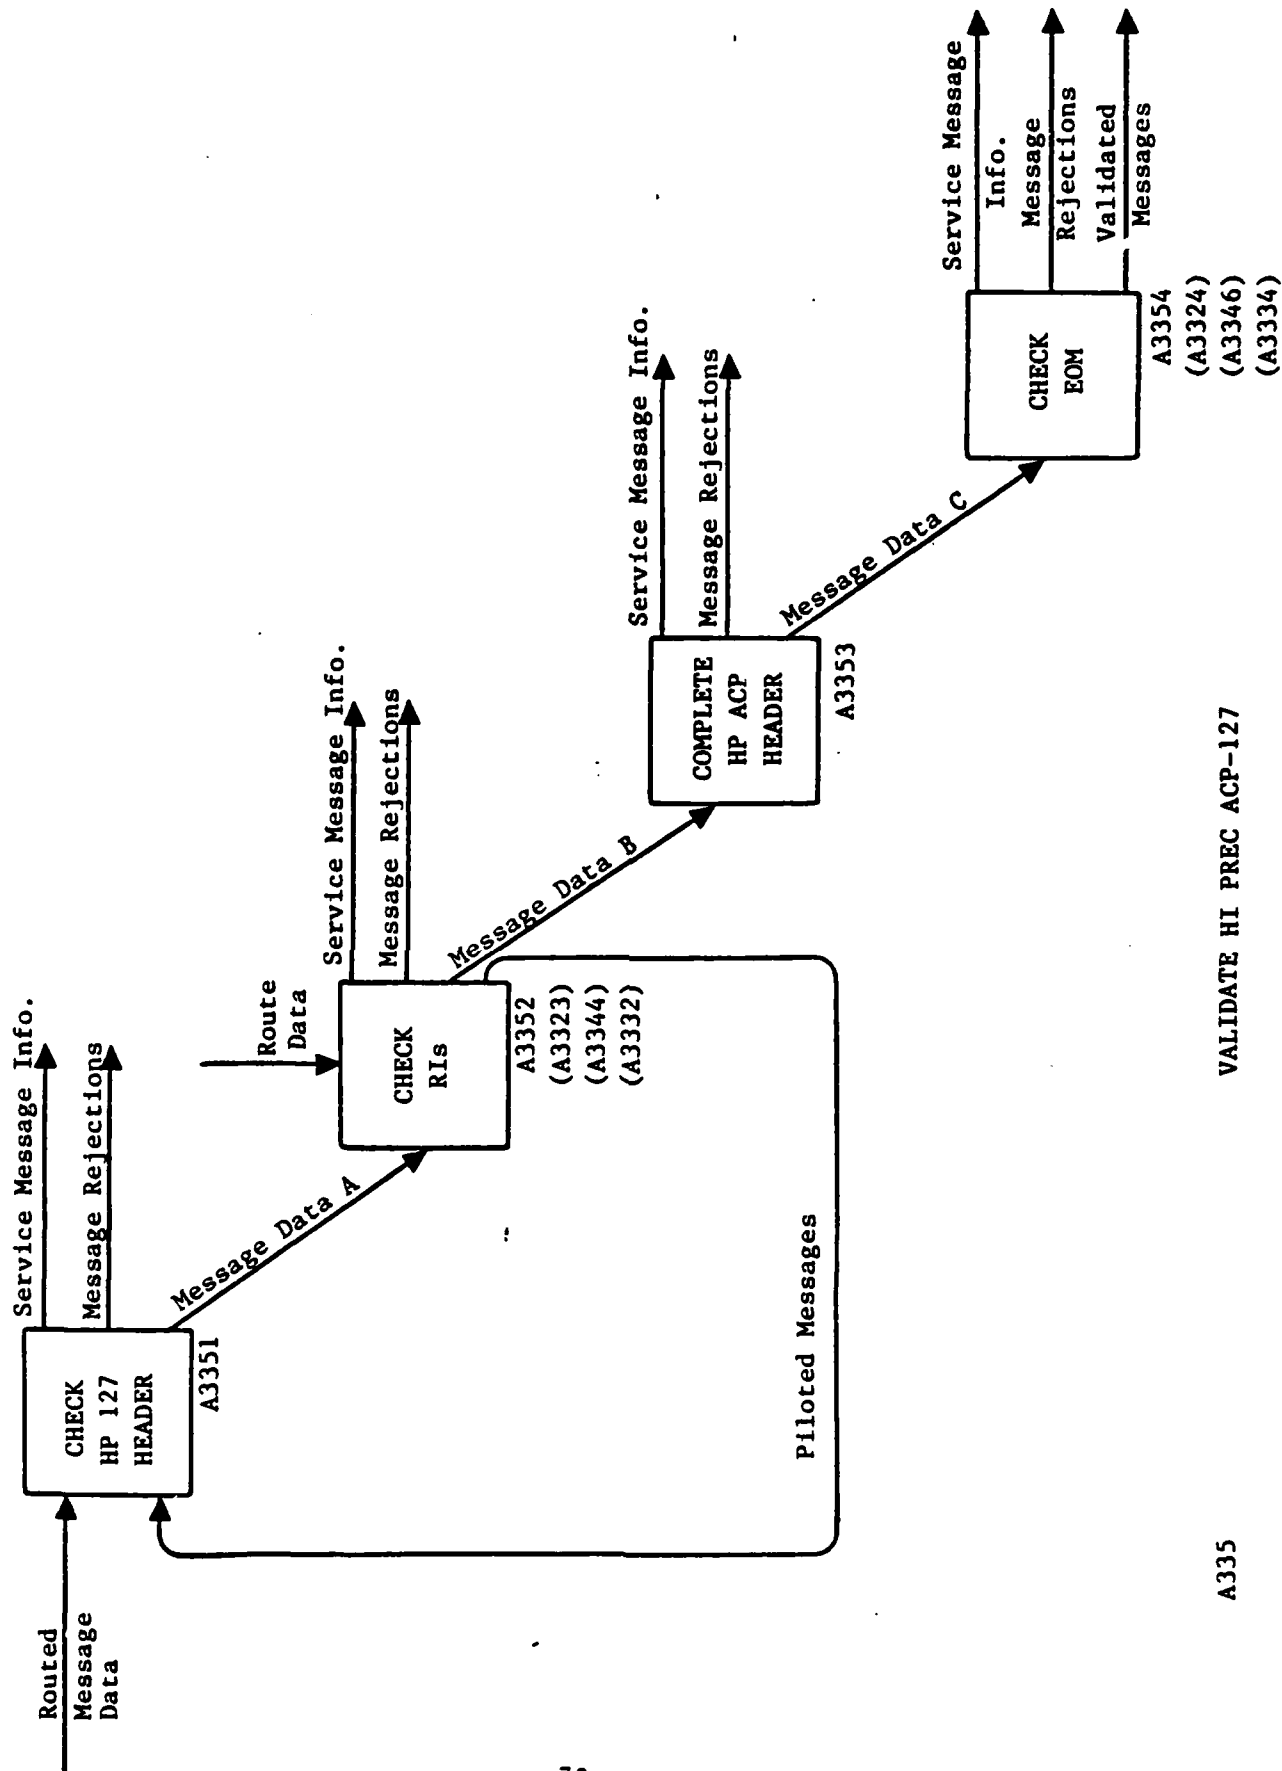 Routed
Message
Data
CHECK
HP 127
HEADER
A3351
Service Message Info.
Message Rejections
Message Data A
Route
Data
CHECK
RIs
A3352
(A3323)
(A3344)
(A3332)
Service Message Info.
Message Rejections
Message Data B
Piloted Messages
COMPLETE
HP ACP
HEADER
A3353
Service Message Info.
Message Rejections
Message Data C
CHECK
EOM
A3354
(A3324)
(A3346)
(A3334)
Service Message
Info.
Message
Rejections
Validated
Messages
A335
VALIDATE HI PREC ACP-127